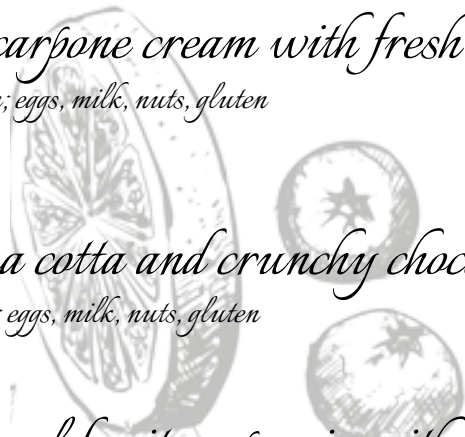 carpone cream with fresh
; eggs, milk, nuts, gluten
a cotta and crunchy choc
eggs, milk, nuts, gluten